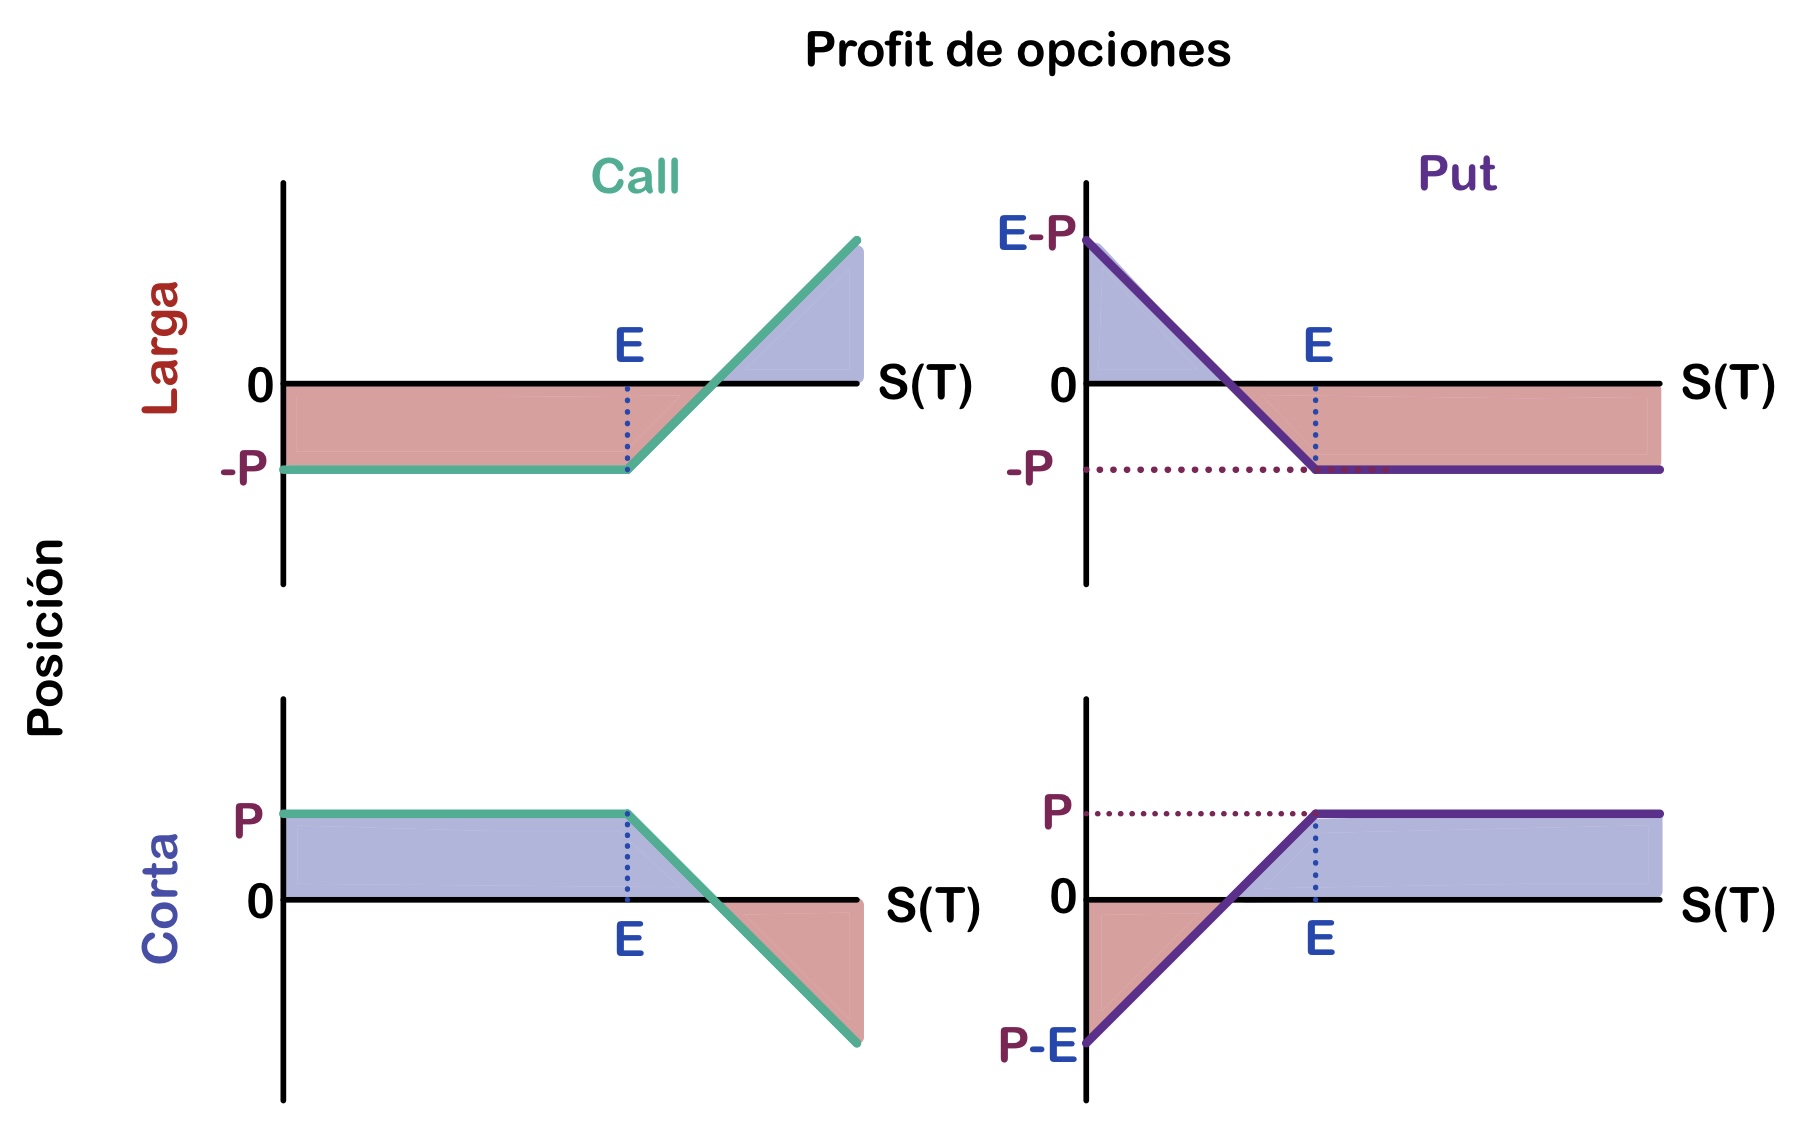 Profit de opciones
Call
Put
Posición
Larga
E
0
S(T)
-P
E-P
E
0
S(T)
-P
Corta
P
0
S(T)
E
P
0
S(T)
E
P-E